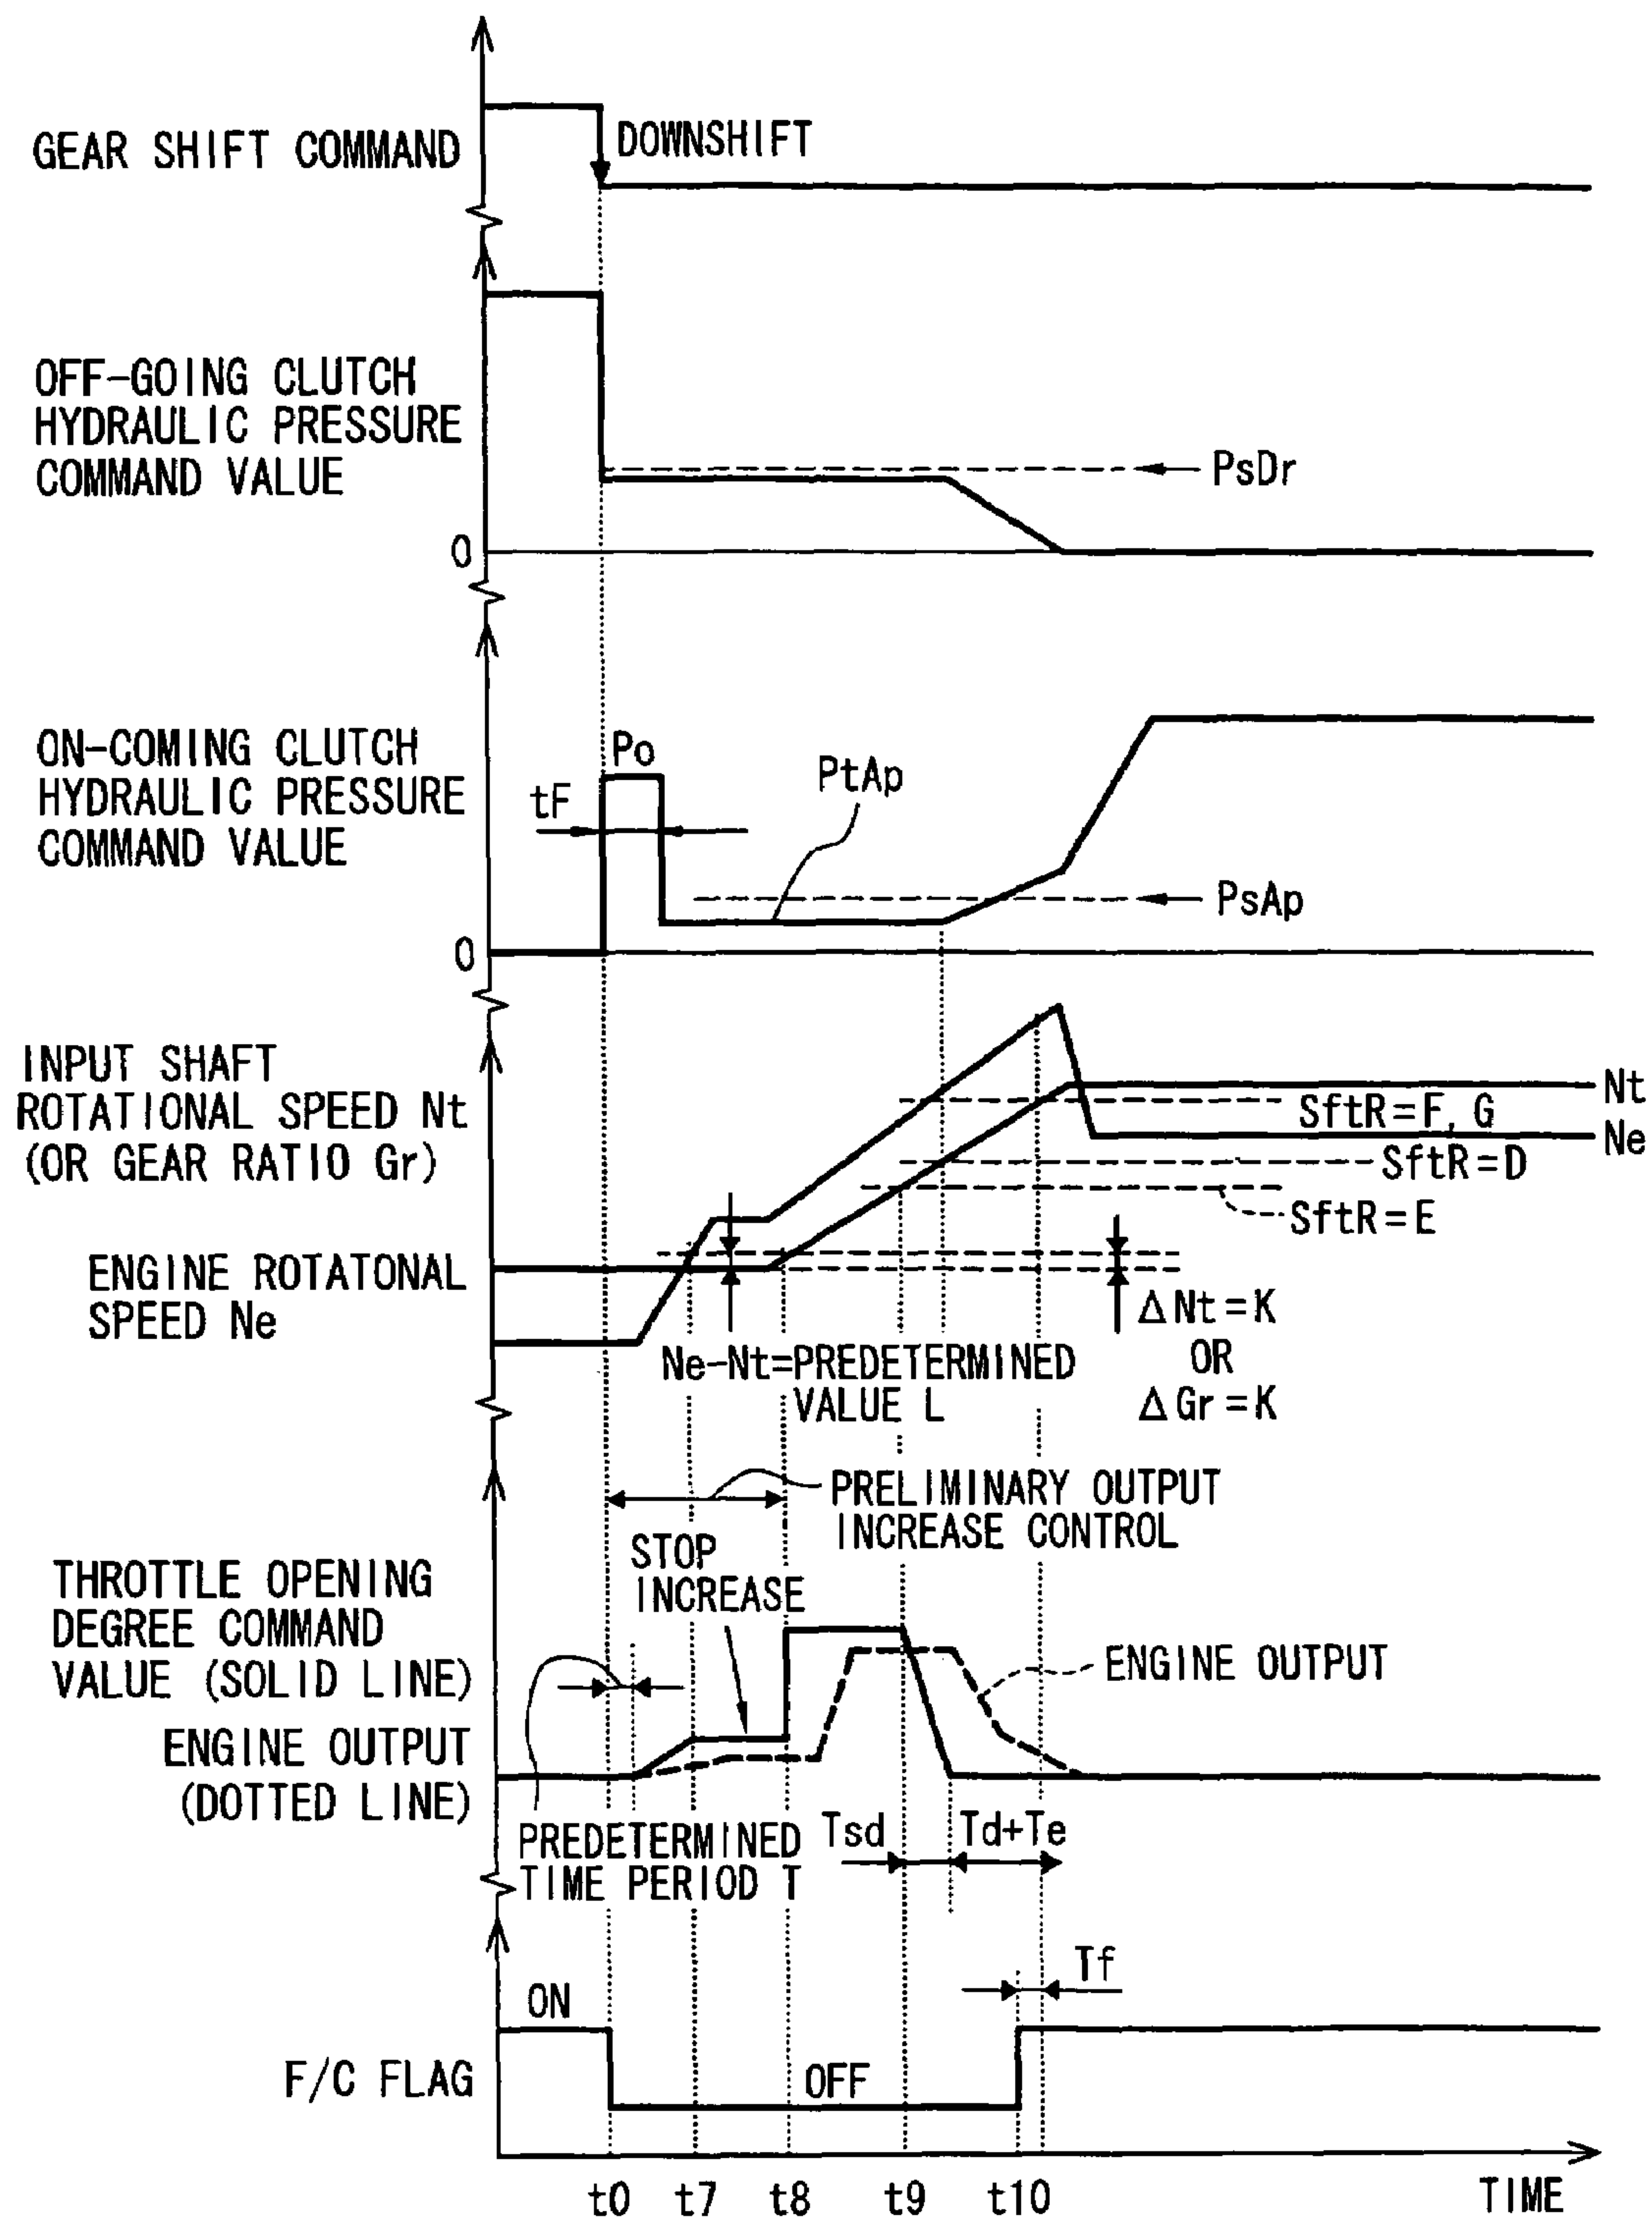 GEAR SHIFT COMMAND
DOWNSHIFT
OFF-GOING CLUTCH
HYDRAULIC PRESSURE
COMMAND VALUE
PsDr
0
ON-COMING CLUTCH
HYDRAULIC PRESSURE
COMMAND VALUE
Po
tF
PtAp
PsAp
0
INPUT SHAFT
ROTATIONAL SPEED Nt
(OR GEAR RATIO Gr)
Nt
SftR=F, G
Ne
SftR=D
SftR=E
ENGINE ROTATONAL
SPEED Ne
ΔNt=K
OR
ΔGr=K
Ne-Nt=PREDETERMINED
VALUE L
PRELIMINARY OUTPUT
INCREASE CONTROL
STOP
INCREASE
THROTTLE OPENING
DEGREE COMMAND
VALUE (SOLID LINE)
ENGINE OUTPUT
ENGINE OUTPUT
(DOTTED LINE)
PREDETERMINED
TIME PERIOD T
Tsd
Td+Te
Tf
ON
F/C FLAG
OFF
t0 t7 t8 t9 t10 TIME